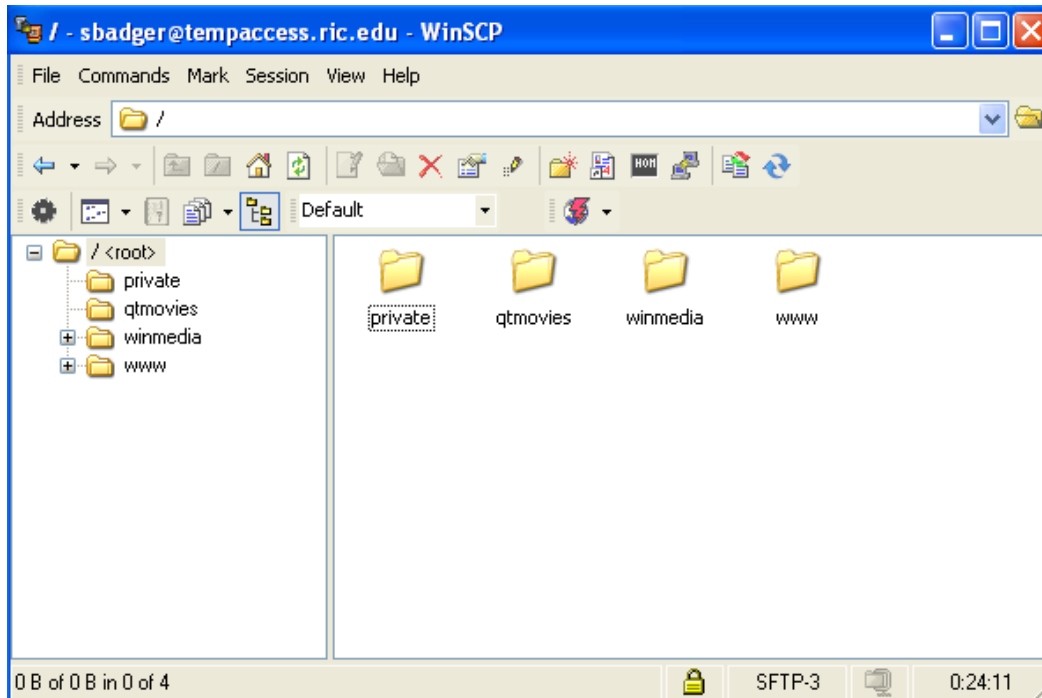 / - sbadger@tempaccess.ric.edu - WinSCP
File Commands Mark Session View Help
Address /
Default
/ <root>
private
qtmovies
winmedia
www
private qtmovies winmedia www
0 B of 0 B in 0 of 4 SFTP-3 0:24:11